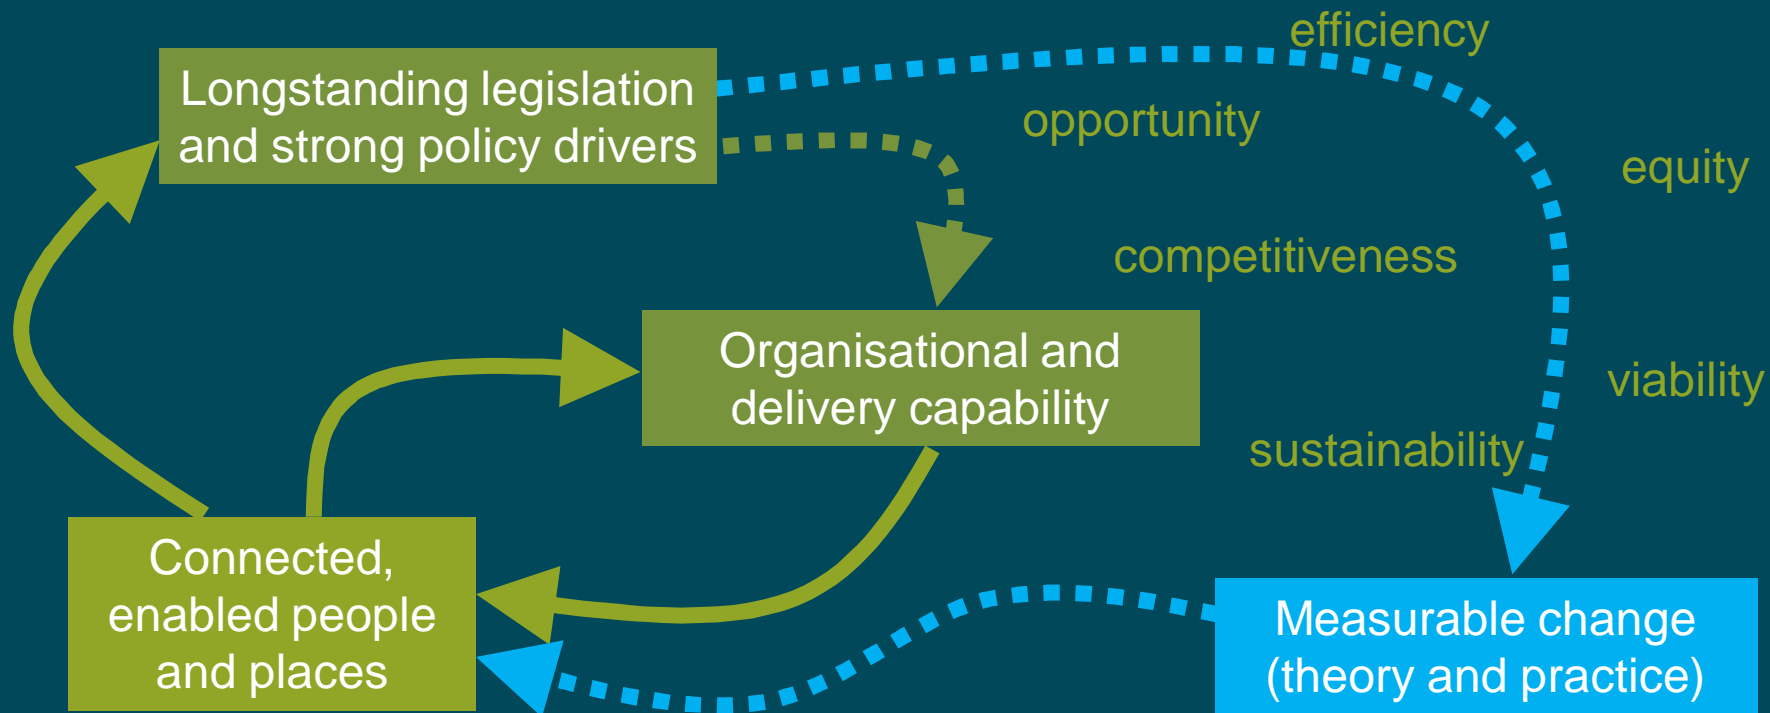 efficiency
Longstanding legislation
and strong policy drivers
opportunity
equity
competitiveness
Organisational and
delivery capability
viability
sustainability
Connected,
enabled people
and places
Measurable change
(theory and practice)